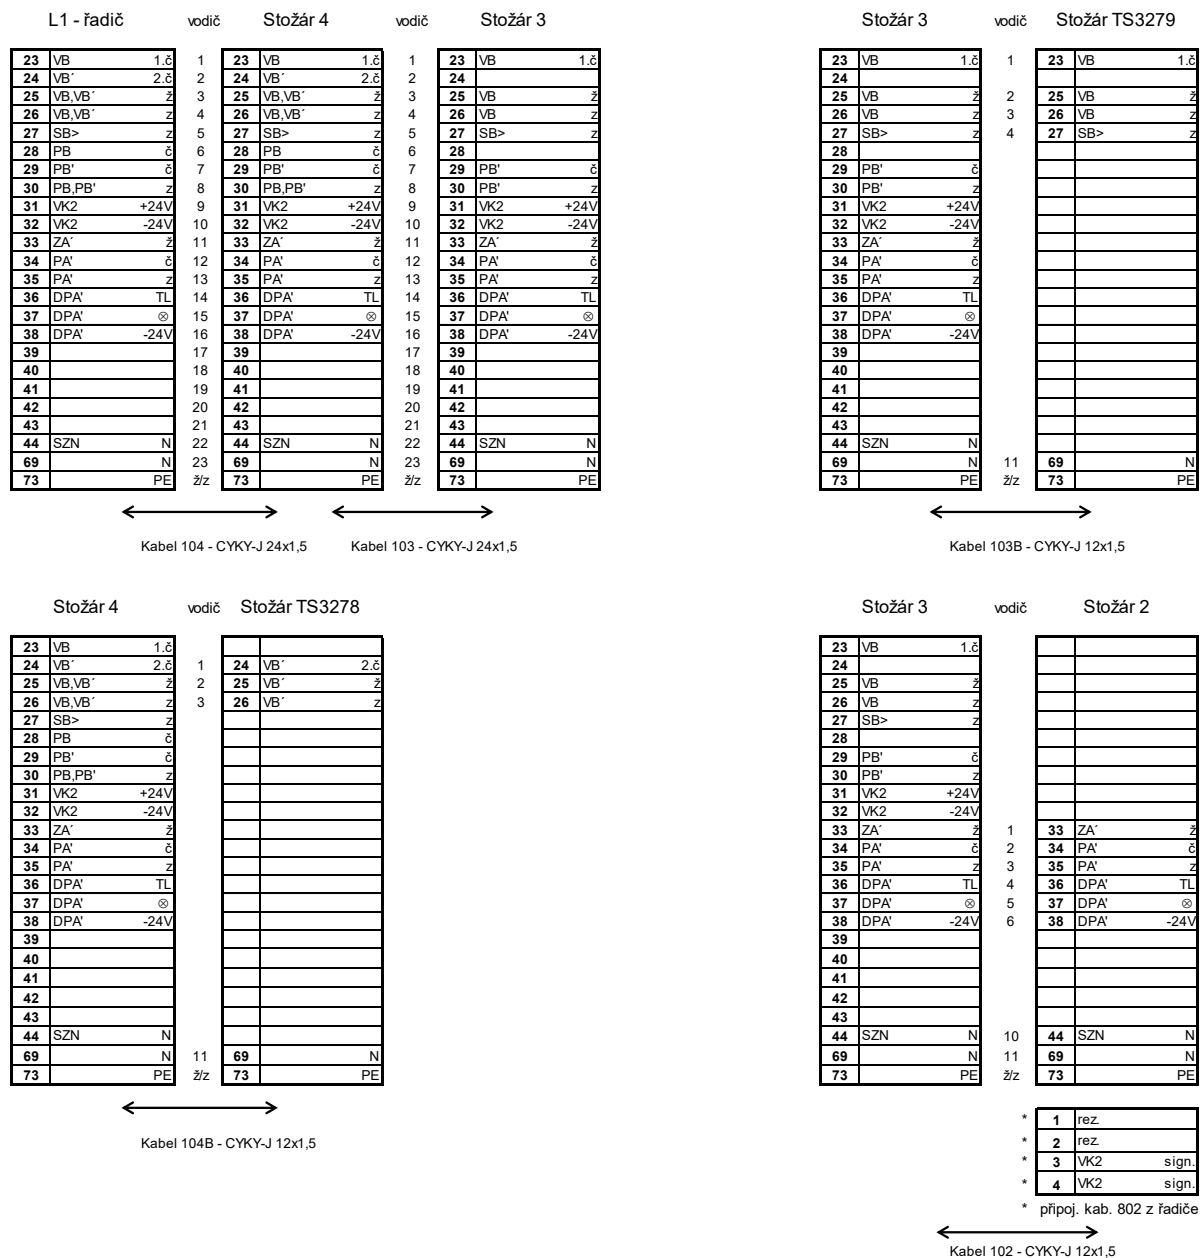 L1 - řadič vodič Stožár 4 vodič Stožár 3
23 VB 1.č 1 23 VB 1.č 1 23 VB 1.č
24 VB´ 2.č 2 24 VB´ 2.č 2 24
25 VB,VB´ ž 3 25 VB,VB´ ž 3 25 VB ž
26 VB,VB´ z 4 26 VB,VB´ z 4 26 VB z
27 SB> z 5 27 SB> z 5 27 SB> z
28 PB č 6 28 PB č 6 28
29 PB' č 7 29 PB' č 7 29 PB' č
30 PB,PB' z 8 30 PB,PB' z 8 30 PB' z
31 VK2 +24V 9 31 VK2 +24V 9 31 VK2 +24V
32 VK2 -24V 10 32 VK2 -24V 10 32 VK2 -24V
33 ZA´ ž 11 33 ZA´ ž 11 33 ZA´ ž
34 PA' č 12 34 PA' č 12 34 PA' č
35 PA' z 13 35 PA' z 13 35 PA' z
36 DPA' TL 14 36 DPA' TL 14 36 DPA' TL
37 DPA' ⊗ 15 37 DPA' ⊗ 15 37 DPA' ⊗
38 DPA' -24V 16 38 DPA' -24V 16 38 DPA' -24V
39 17 39 17 39
40 18 40 18 40
41 19 41 19 41
42 20 42 20 42
43 21 43 21 43
44 SZN N 22 44 SZN N 22 44 SZN N
69 N 23 69 N 23 69 N
73 PE ž/z 73 PE ž/z 73 PE
Kabel 104 - CYKY-J 24x1,5 Kabel 103 - CYKY-J 24x1,5
Stožár 3 vodič Stožár TS3279
23 VB 1.č 1 23 VB 1.č
24
25 VB ž 2 25 VB ž
26 VB z 3 26 VB z
27 SB> z 4 27 SB> z
28
29 PB' č
30 PB' z
31 VK2 +24V
32 VK2 -24V
33 ZA´ ž
34 PA' č
35 PA' z
36 DPA' TL
37 DPA' ⊗
38 DPA' -24V
39
40
41
42
43
44 SZN N
69 N 11 69 N
73 PE ž/z 73 PE
Kabel 103B - CYKY-J 12x1,5
Stožár 4 vodič Stožár TS3278
23 VB 1.č
24 VB´ 2.č 1 24 VB´ 2.č
25 VB,VB´ ž 2 25 VB´ ž
26 VB,VB´ z 3 26 VB´ z
27 SB> z
28 PB č
29 PB' č
30 PB,PB' z
31 VK2 +24V
32 VK2 -24V
33 ZA´ ž
34 PA' č
35 PA' z
36 DPA' TL
37 DPA' ⊗
38 DPA' -24V
39
40
41
42
43
44 SZN N
69 N 11 69 N
73 PE ž/z 73 PE
Kabel 104B - CYKY-J 12x1,5
Stožár 3 vodič Stožár 2
23 VB 1.č
24
25 VB ž
26 VB z
27 SB> z
28
29 PB' č
30 PB' z
31 VK2 +24V
32 VK2 -24V
33 ZA´ ž 1 33 ZA´ ž
34 PA' č 2 34 PA' č
35 PA' z 3 35 PA' z
36 DPA' TL 4 36 DPA' TL
37 DPA' ⊗ 5 37 DPA' ⊗
38 DPA' -24V 6 38 DPA' -24V
39
40
41
42
43
44 SZN N 10 44 SZN N
69 N 11 69 N
73 PE ž/z 73 PE
* 1 rez.
* 2 rez.
* 3 VK2 sign.
* 4 VK2 sign.
* připoj. kab. 802 z řadiče
Kabel 102 - CYKY-J 12x1,5